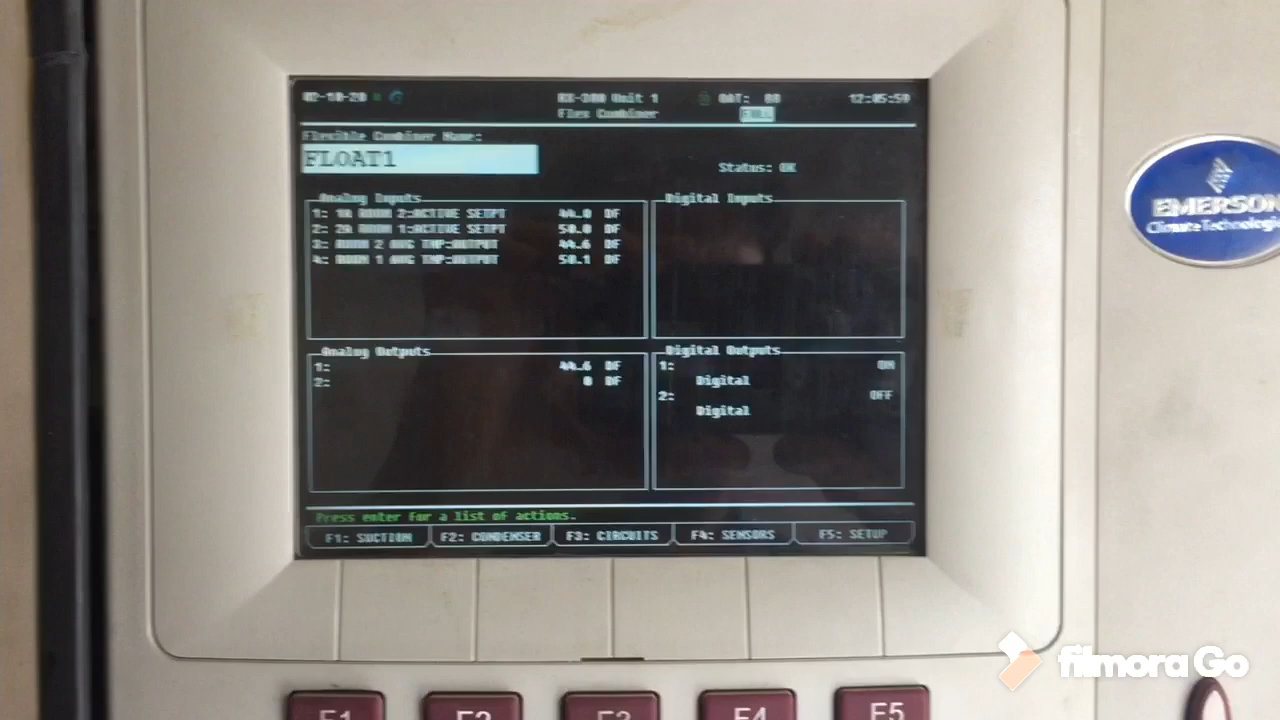 02-10-20
RX-300 Unit 1
OAT: 80
12:05:59
Flex Combiner
FULL
Flexible Combiner Name:
FLOAT1
Status: OK
Analog Inputs
1: 1A ROOM 2:ACTIVE SETPT 44.0 DF
2: 2A ROOM 1:ACTIVE SETPT 50.0 DF
3: ROOM 2 AVG TMP:OUTPUT 44.6 DF
4: ROOM 1 AVG TMP:OUTPUT 50.1 DF
Digital Inputs
Analog Outputs
1: 44.6 DF
2: 0 DF
Digital Outputs
1: ON
Digital
2: OFF
Digital
Press enter for a list of actions.
F1: SUCTION F2: CONDENSER F3: CIRCUITS F4: SENSORS F5: SETUP
F1 F2 F3 F4 F5
EMERSON
Climate Technologies
filmora Go